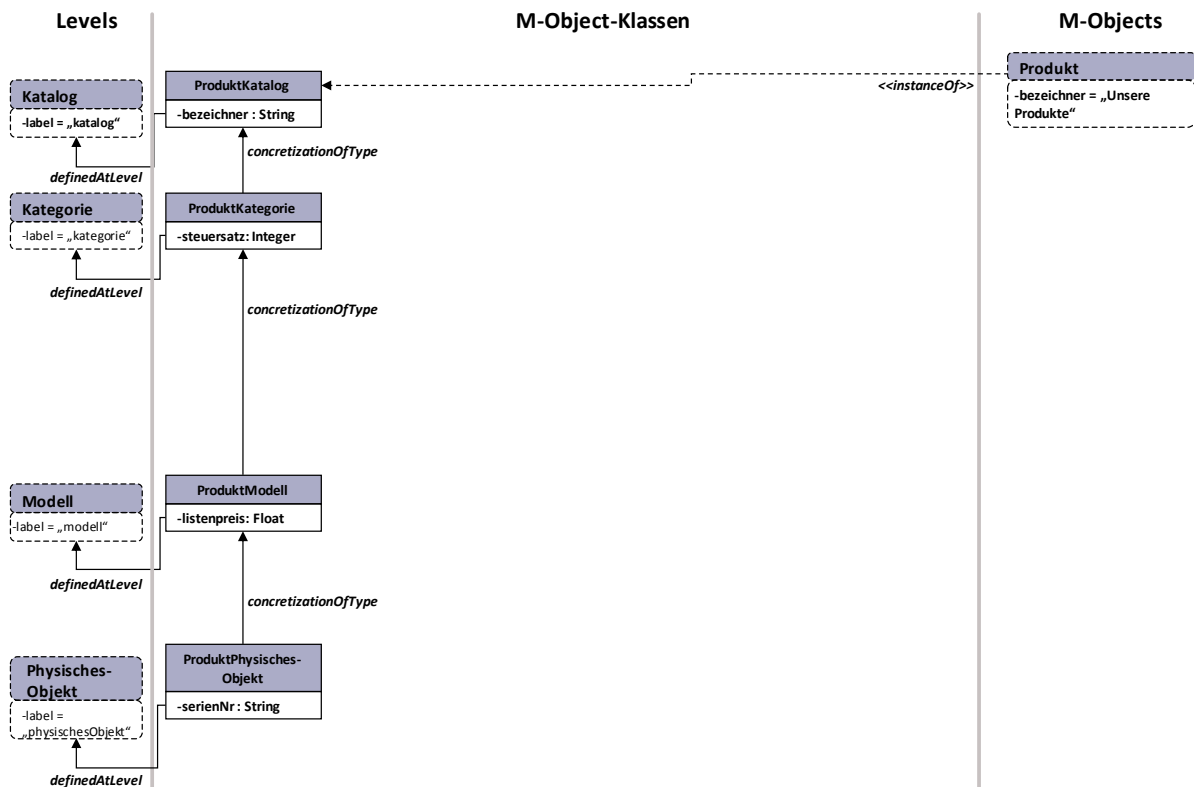 Levels
M-Object-Klassen
M-Objects
Katalog
-label = „katalog“
definedAtLevel
ProduktKatalog
-bezeichner : String
<<instanceOf>>
Produkt
-bezeichner = „Unsere
Produkte“
concretizationOfType
Kategorie
-label = „kategorie“
definedAtLevel
ProduktKategorie
-steuersatz: Integer
concretizationOfType
Modell
-label = „modell“
definedAtLevel
ProduktModell
-listenpreis: Float
concretizationOfType
Physisches-
Objekt
-label =
„physischesObjekt“
definedAtLevel
ProduktPhysisches-
Objekt
-serienNr : String